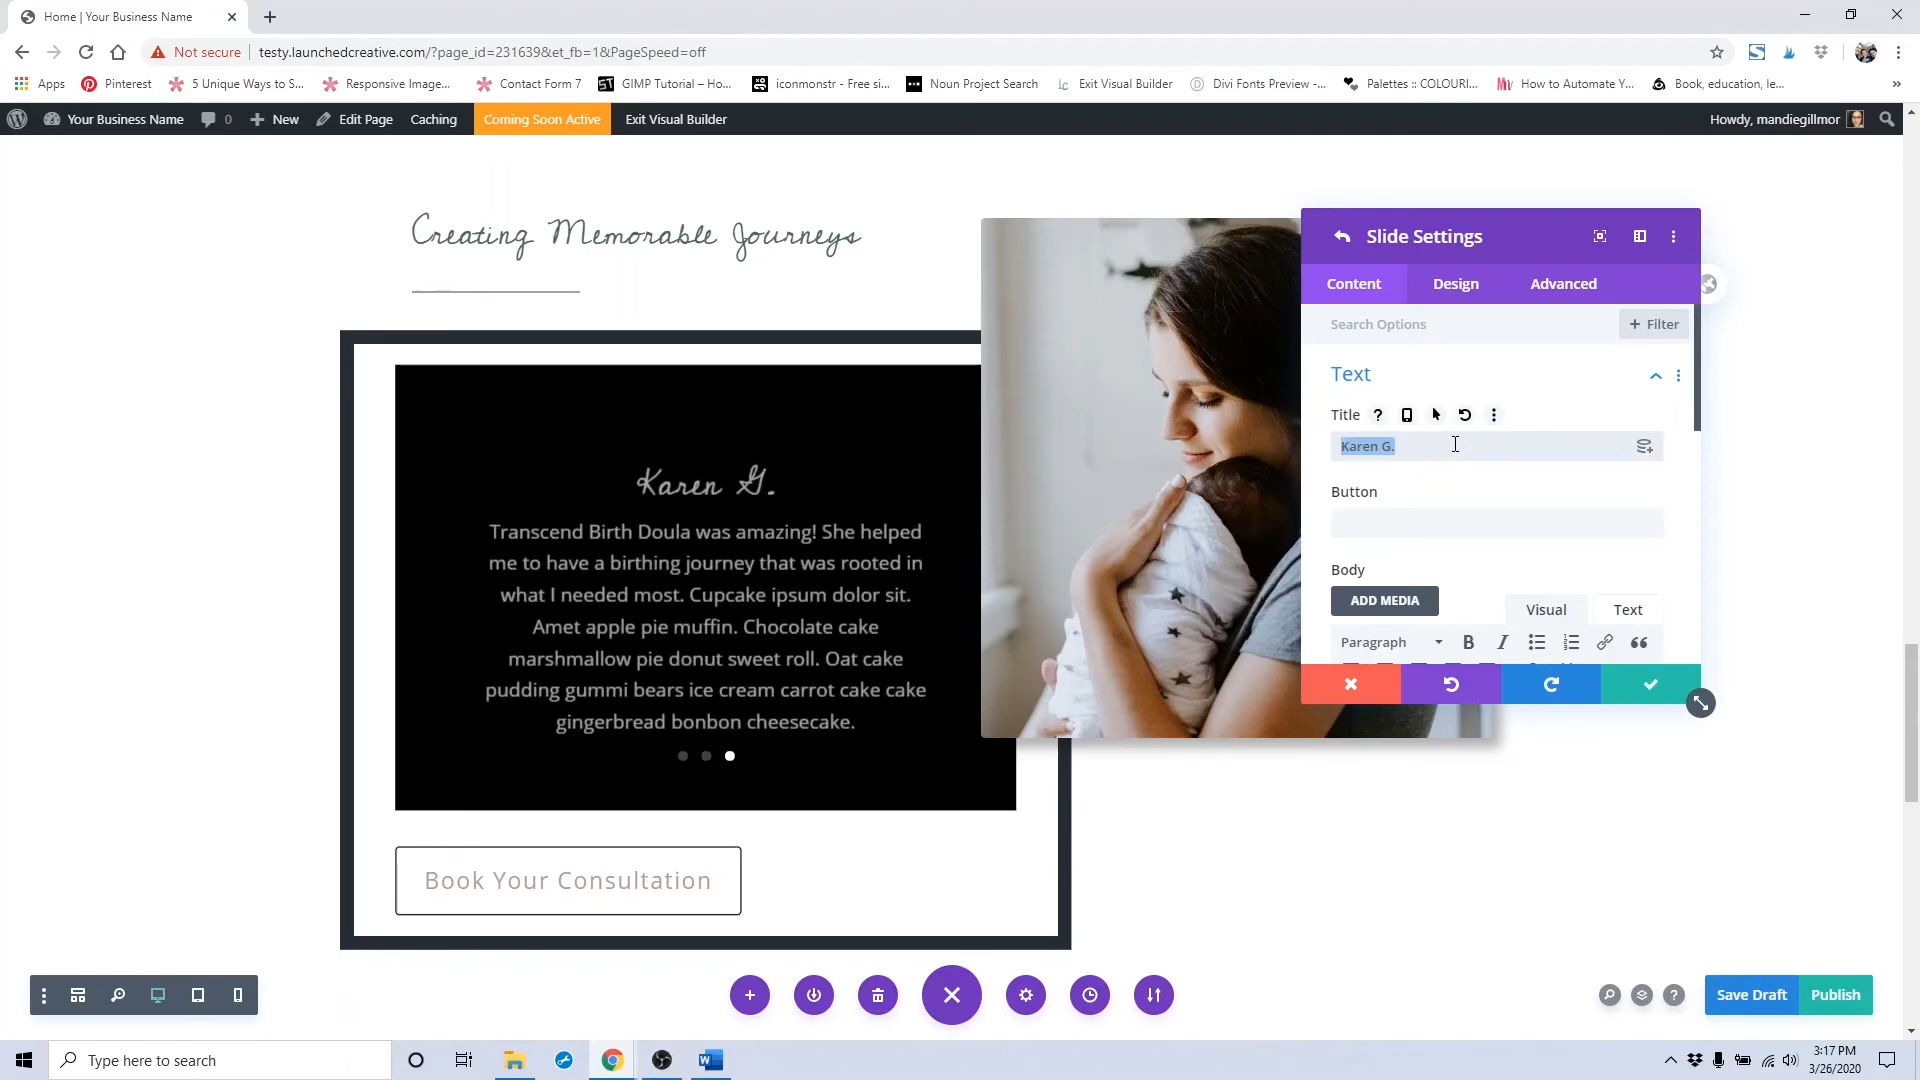 Home | Your Business Name
Not secure
testy.launchedcreative.com/?page_id=231639&et_fb=1&PageSpeed=off
Apps
Pinterest
5 Unique Ways to S...
Responsive Image...
Contact Form 7
ST
GIMP Tutorial – Ho...
iconmonstr - Free si...
Noun Project Search
lc
Exit Visual Builder
Divi Fonts Preview -...
Palettes :: COLOURl...
How to Automate Y...
Book, education, le...
Your Business Name
0
New
Edit Page
Caching
Coming Soon Active
Exit Visual Builder
Howdy, mandiegillmor
Creating Memorable Journeys
Karen G.
Transcend Birth Doula was amazing! She helped
me to have a birthing journey that was rooted in
what I needed most. Cupcake ipsum dolor sit.
Amet apple pie muffin. Chocolate cake
marshmallow pie donut sweet roll. Oat cake
pudding gummi bears ice cream carrot cake cake
gingerbread bonbon cheesecake.
Book Your Consultation
Slide Settings
Content
Design
Advanced
Search Options
+ Filter
Text
Title
Karen G.
Button
Body
ADD MEDIA
Visual
Text
Paragraph
B
I
Save Draft
Publish
Type here to search
3:17 PM
3/26/2020